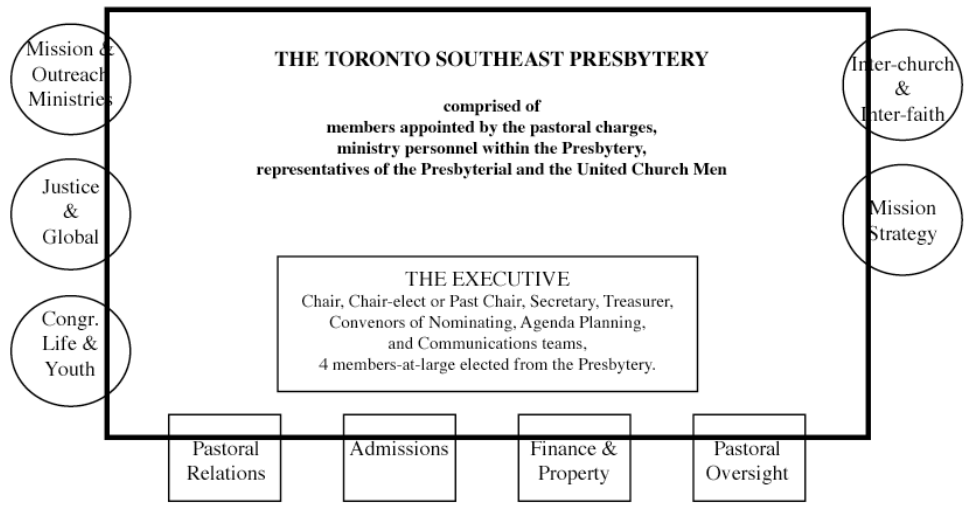 THE TORONTO SOUTHEAST PRESBYTERY
comprised of
members appointed by the pastoral charges,
ministry personnel within the Presbytery,
representatives of the Presbyterial and the United Church Men
Mission &
Outreach
Ministries
Justice
&
Global
Congr.
Life &
Youth
Inter-church
&
Inter-faith
Mission
Strategy
THE EXECUTIVE
Chair, Chair-elect or Past Chair, Secretary, Treasurer,
Convenors of Nominating, Agenda Planning,
and Communications teams,
4 members-at-large elected from the Presbytery.
Pastoral
Relations
Admissions
Finance &
Property
Pastoral
Oversight